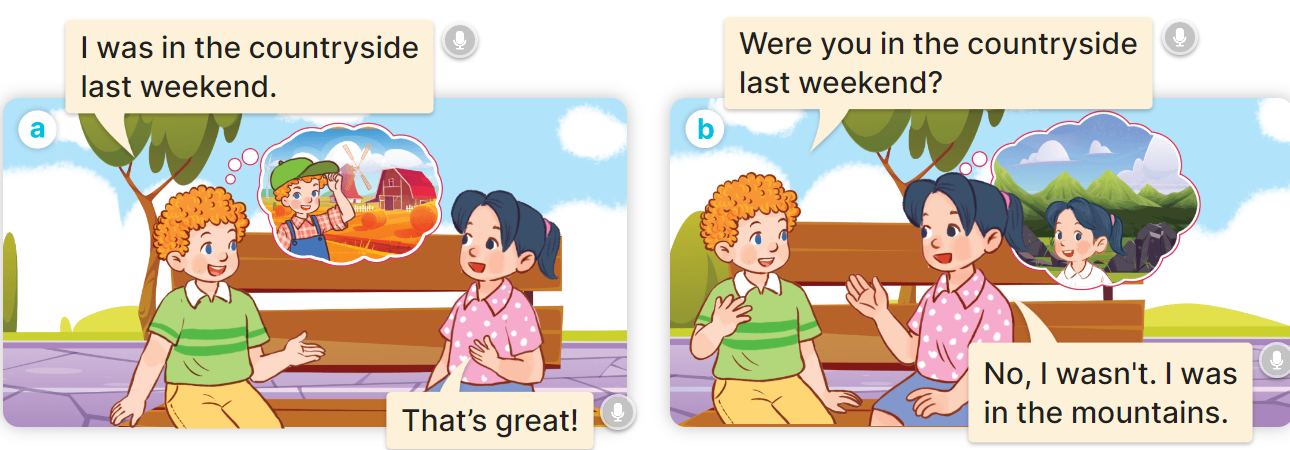 I was in the countryside
last weekend.
a
That’s great!
Were you in the countryside
last weekend?
b
No, I wasn't. I was
in the mountains.